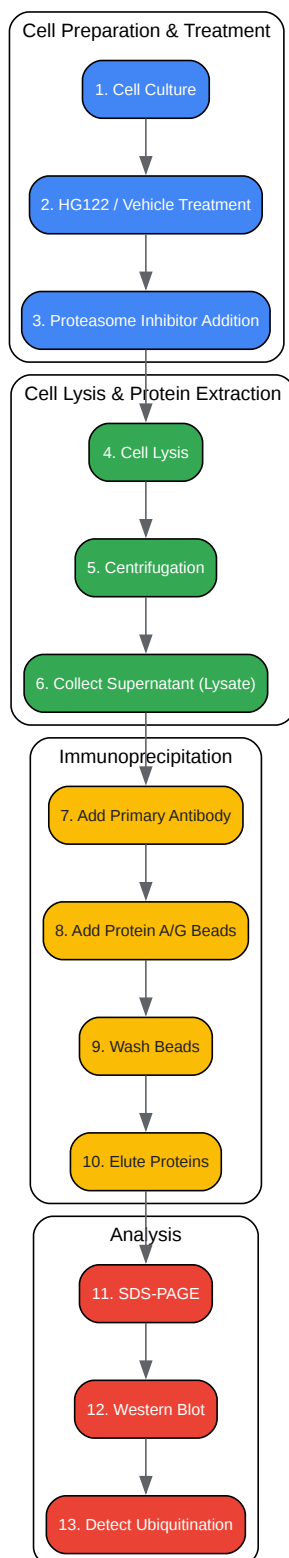 Cell Preparation & Treatment
1. Cell Culture
2. HG122 / Vehicle Treatment
3. Proteasome Inhibitor Addition
Cell Lysis & Protein Extraction
4. Cell Lysis
5. Centrifugation
6. Collect Supernatant (Lysate)
Immunoprecipitation
7. Add Primary Antibody
8. Add Protein A/G Beads
9. Wash Beads
10. Elute Proteins
Analysis
11. SDS-PAGE
12. Western Blot
13. Detect Ubiquitination